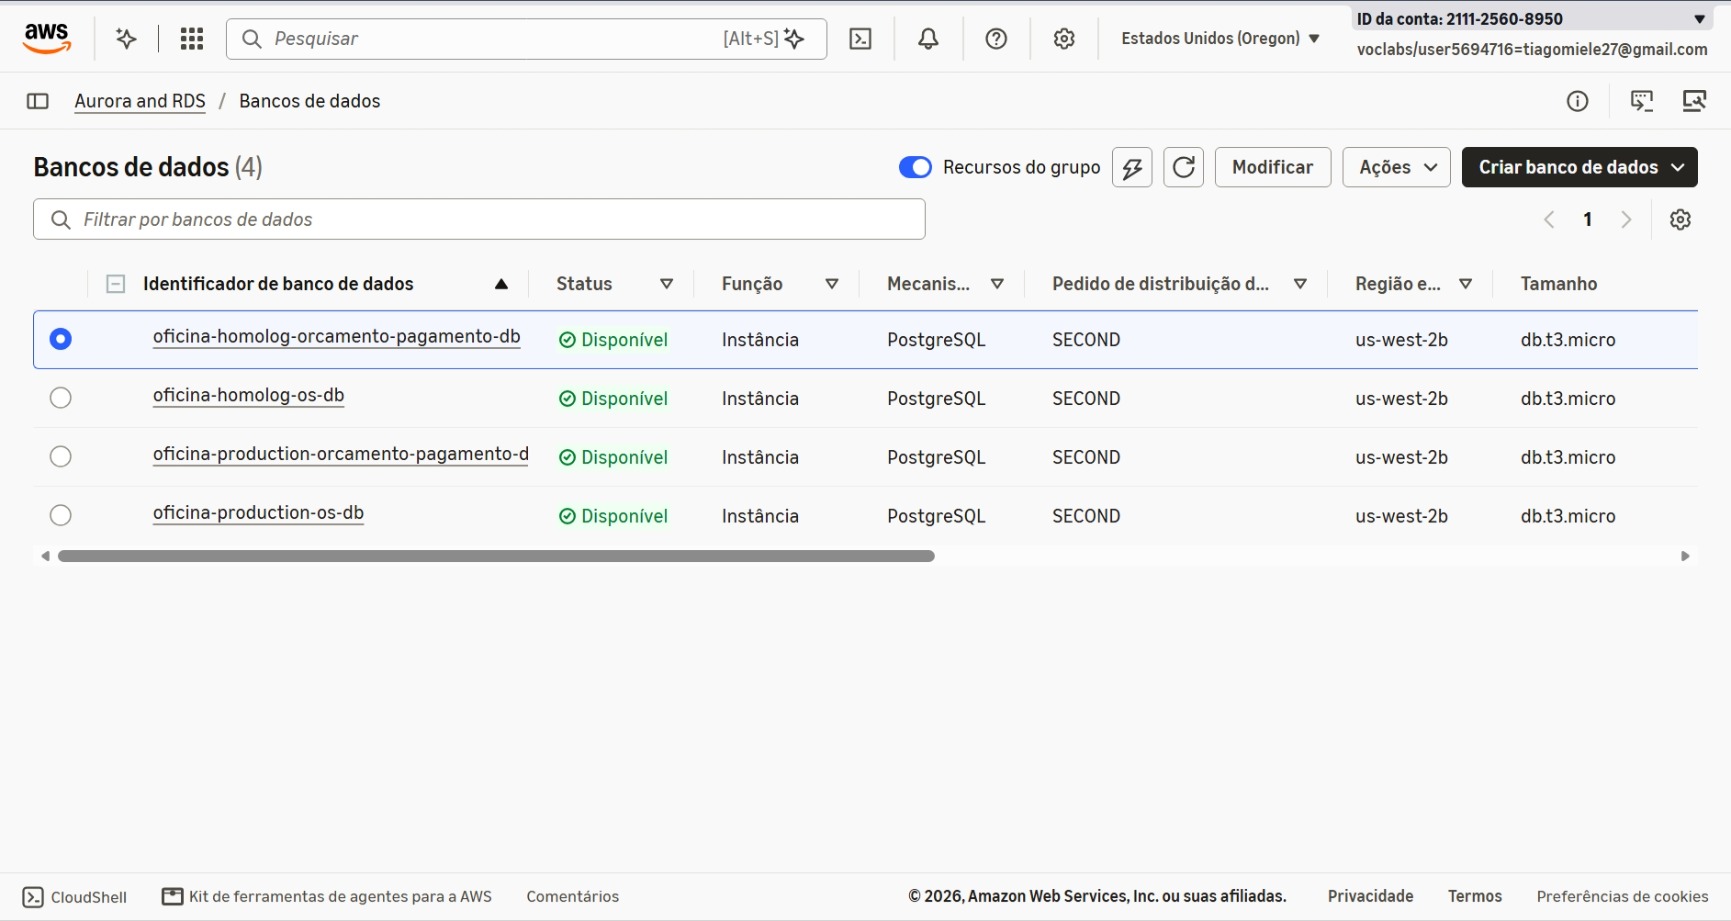 aws
Pesquisar
[Alt+S]
Estados Unidos (Oregon)
ID da conta: 2111-2560-8950
voclabs/user5694716=tiagomiele27@gmail.com
Aurora and RDS / Bancos de dados
Bancos de dados (4)
Recursos do grupo
Modificar
Ações
Criar banco de dados
Filtrar por bancos de dados
1
Identificador de banco de dados Status Função Mecanis... Pedido de distribuição d... Região e... Tamanho
oficina-homolog-orcamento-pagamento-db Disponível Instância PostgreSQL SECOND us-west-2b db.t3.micro
oficina-homolog-os-db Disponível Instância PostgreSQL SECOND us-west-2b db.t3.micro
oficina-production-orcamento-pagamento-d Disponível Instância PostgreSQL SECOND us-west-2b db.t3.micro
oficina-production-os-db Disponível Instância PostgreSQL SECOND us-west-2b db.t3.micro
CloudShell Kit de ferramentas de agentes para a AWS Comentários © 2026, Amazon Web Services, Inc. ou suas afiliadas. Privacidade Termos Preferências de cookies